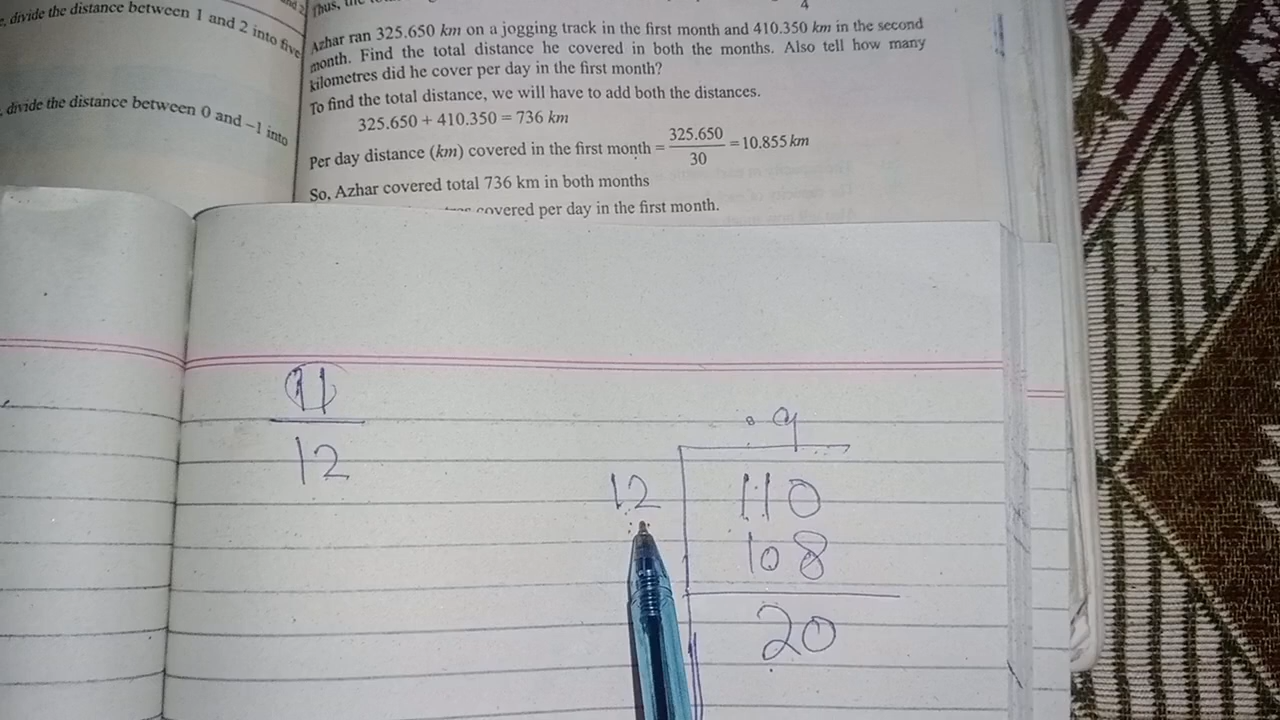 divide the distance between 1 and 2 into five
divide the distance between 0 and –1 into
Thus, the
4
Azhar ran 325.650 km on a jogging track in the first month and 410.350 km in the second
month. Find the total distance he covered in both the months. Also tell how many
kilometres did he cover per day in the first month?
To find the total distance, we will have to add both the distances.
325.650 + 410.350 = 736 km
Per day distance (km) covered in the first month = 325.650 / 30 = 10.855 km
So, Azhar covered total 736 km in both months
covered per day in the first month.
11
12
.9
12 110
108
20